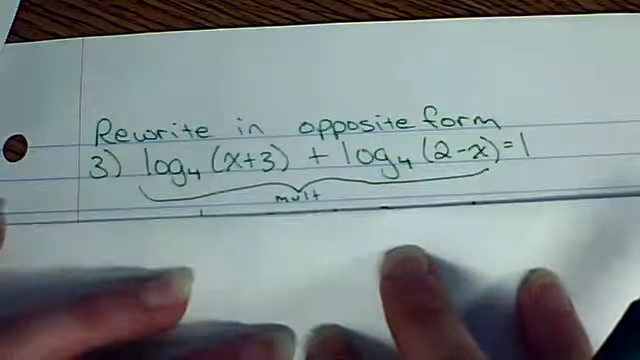 Rewrite in opposite form
3) log₄ (x+3) + log₄ (2-x) = 1
mult